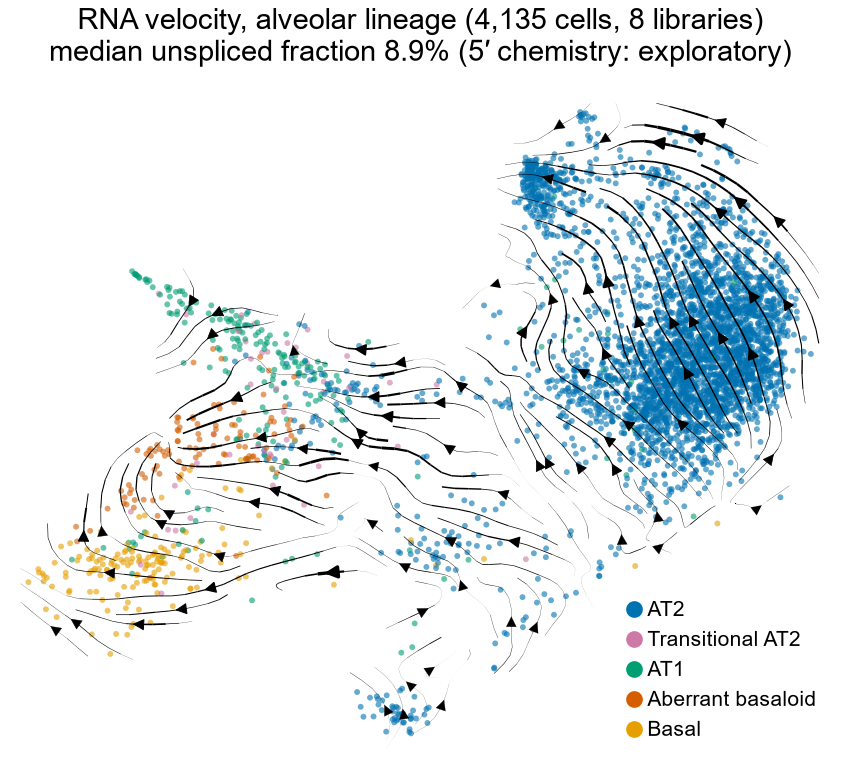 RNA velocity, alveolar lineage (4,135 cells, 8 libraries)
median unspliced fraction 8.9% (5′ chemistry: exploratory)
AT2
Transitional AT2
AT1
Aberrant basaloid
Basal